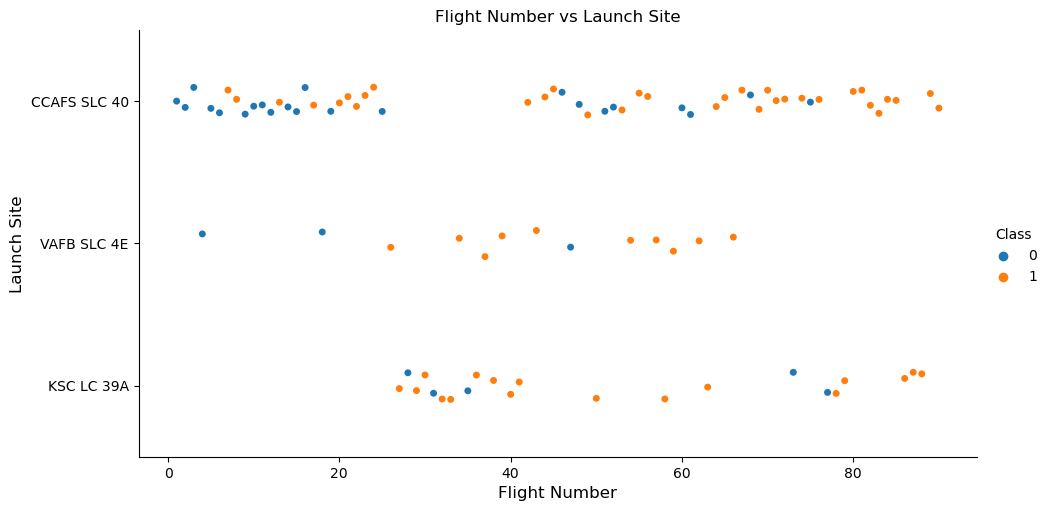 Flight Number vs Launch Site
Launch Site
CCAFS SLC 40
VAFB SLC 4E
KSC LC 39A
0 20 40 60 80
Flight Number
Class
0
1